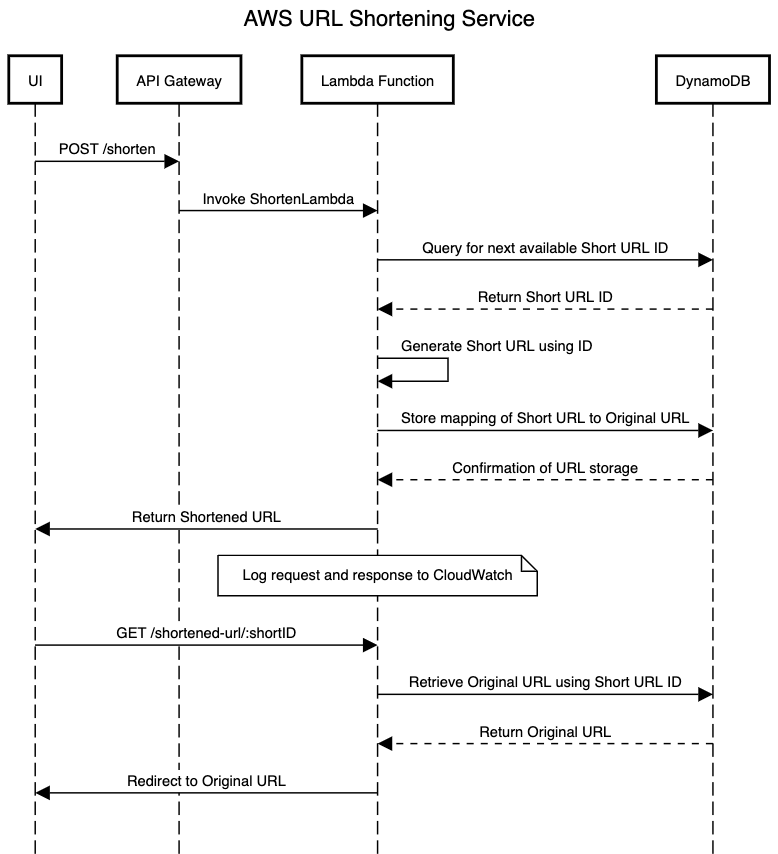 AWS URL Shortening Service
UI
API Gateway
Lambda Function
DynamoDB
POST /shorten
Invoke ShortenLambda
Query for next available Short URL ID
Return Short URL ID
Generate Short URL using ID
Store mapping of Short URL to Original URL
Confirmation of URL storage
Return Shortened URL
Log request and response to CloudWatch
GET /shortened-url/:shortID
Retrieve Original URL using Short URL ID
Return Original URL
Redirect to Original URL